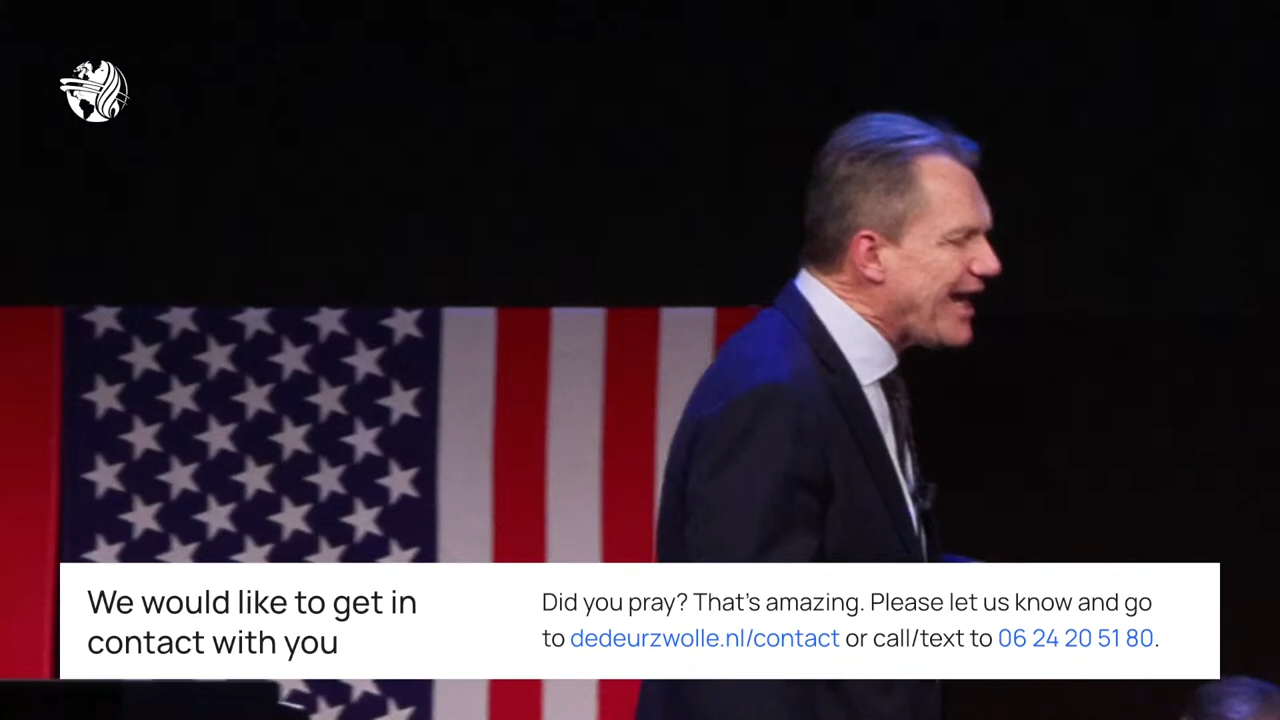 We would like to get in
contact with you
Did you pray? That's amazing. Please let us know and go
to dedeurzwolle.nl/contact or call/text to 06 24 20 51 80.